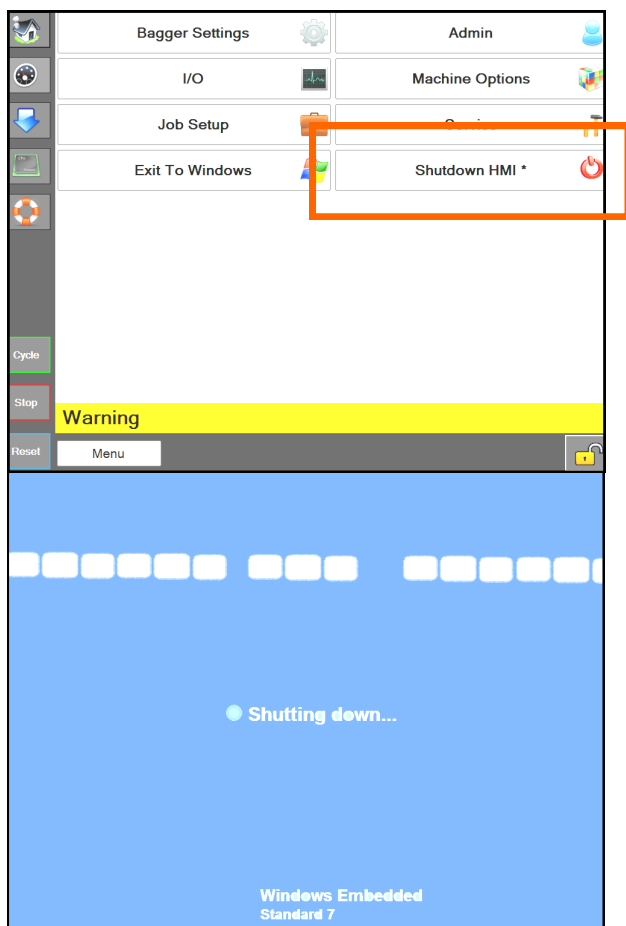 Bagger Settings
Admin
I/O
Machine Options
Job Setup
Exit To Windows
Shutdown HMI *
Cycle
Stop
Warning
Reset
Menu
Shutting down...
Windows Embedded
Standard 7